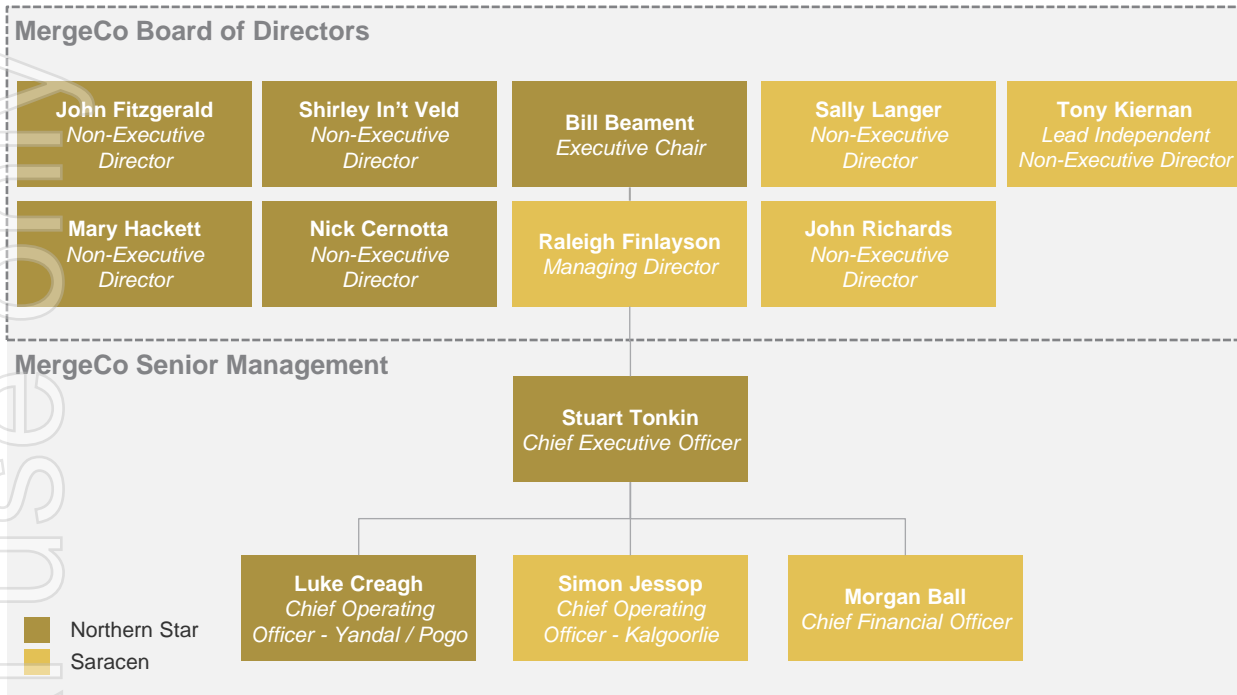 MergeCo Board of Directors
John Fitzgerald
Non-Executive
Director
Shirley In't Veld
Non-Executive
Director
Bill Beament
Executive Chair
Sally Langer
Non-Executive
Director
Tony Kiernan
Lead Independent
Non-Executive Director
Mary Hackett
Non-Executive
Director
Nick Cernotta
Non-Executive
Director
Raleigh Finlayson
Managing Director
John Richards
Non-Executive
Director
MergeCo Senior Management
Stuart Tonkin
Chief Executive Officer
Luke Creagh
Chief Operating
Officer - Yandal / Pogo
Simon Jessop
Chief Operating
Officer - Kalgoorlie
Morgan Ball
Chief Financial Officer
Northern Star
Saracen
use only